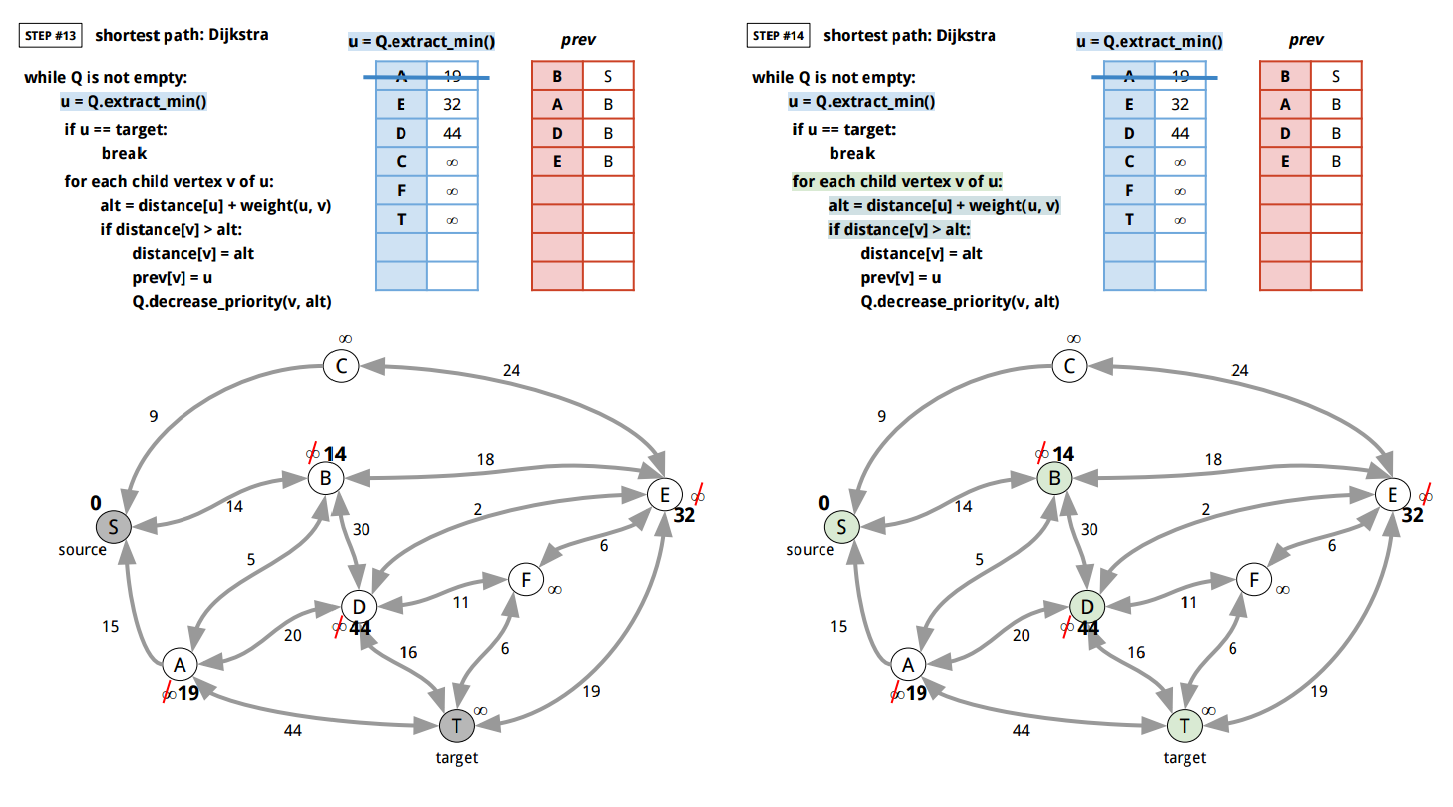 STEP #13 shortest path: Dijkstra
u = Q.extract_min()
prev
while Q is not empty:
u = Q.extract_min()
if u == target:
break
for each child vertex v of u:
alt = distance[u] + weight(u, v)
if distance[v] > alt:
distance[v] = alt
prev[v] = u
Q.decrease_priority(v, alt)
A 19
E 32
D 44
C ∞
F ∞
T ∞
B S
A B
D B
E B
∞
C
24
9
∞ 14
B
18
0
S
source
14
30
2
E ∞
32
6
5
F ∞
D
∞ 44
11
15
20
16
6
A
∞ 19
19
44
T ∞
target
STEP #14 shortest path: Dijkstra
u = Q.extract_min()
prev
while Q is not empty:
u = Q.extract_min()
if u == target:
break
for each child vertex v of u:
alt = distance[u] + weight(u, v)
if distance[v] > alt:
distance[v] = alt
prev[v] = u
Q.decrease_priority(v, alt)
A 19
E 32
D 44
C ∞
F ∞
T ∞
B S
A B
D B
E B
∞
C
24
9
∞ 14
B
18
0
S
source
14
30
2
E ∞
32
6
5
F ∞
D
∞ 44
11
15
20
16
6
A
∞ 19
19
44
T ∞
target